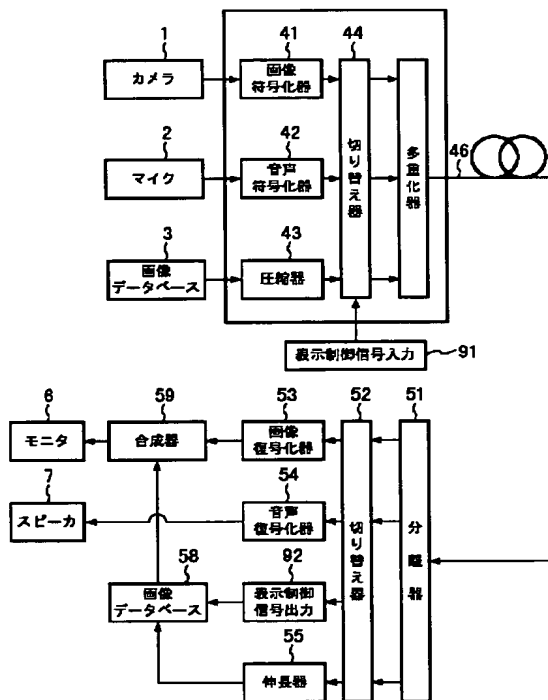 1
カメラ
41
画像
符号化器
44
切り替え器
多重化器
46
2
マイク
42
音声
符号化器
3
画像
データベース
43
圧縮器
表示制御信号入力
91
6
モニタ
59
合成器
53
画像
復号化器
52
切り替え器
51
分離器
7
スピーカ
54
音声
復号化器
58
画像
データベース
92
表示制御
信号出力
55
伸長器